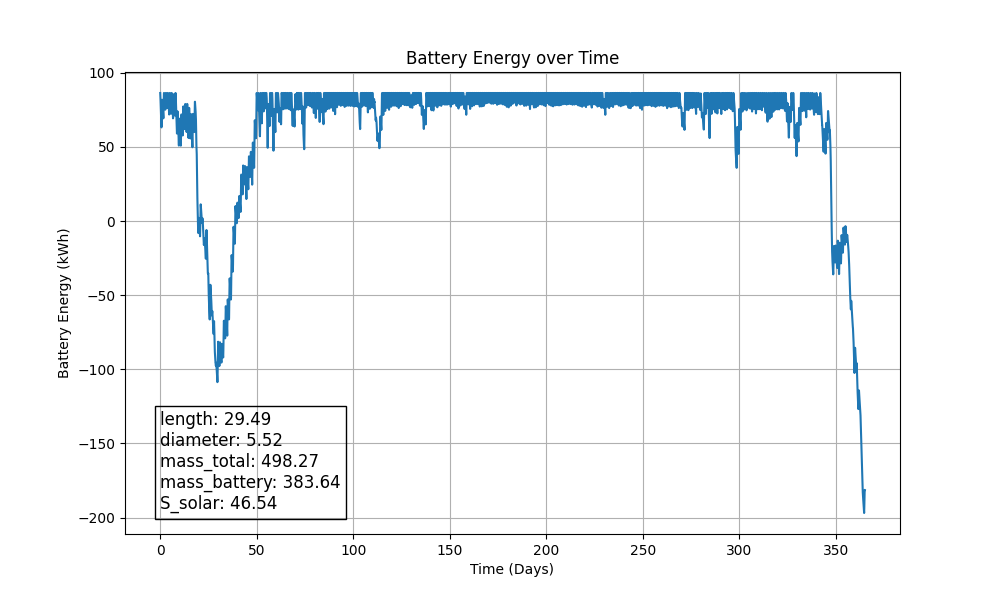 Battery Energy over Time
Battery Energy (kWh)
100
50
0
−50
−100
−150
−200
length: 29.49
diameter: 5.52
mass_total: 498.27
mass_battery: 383.64
S_solar: 46.54
0 50 100 150 200 250 300 350
Time (Days)